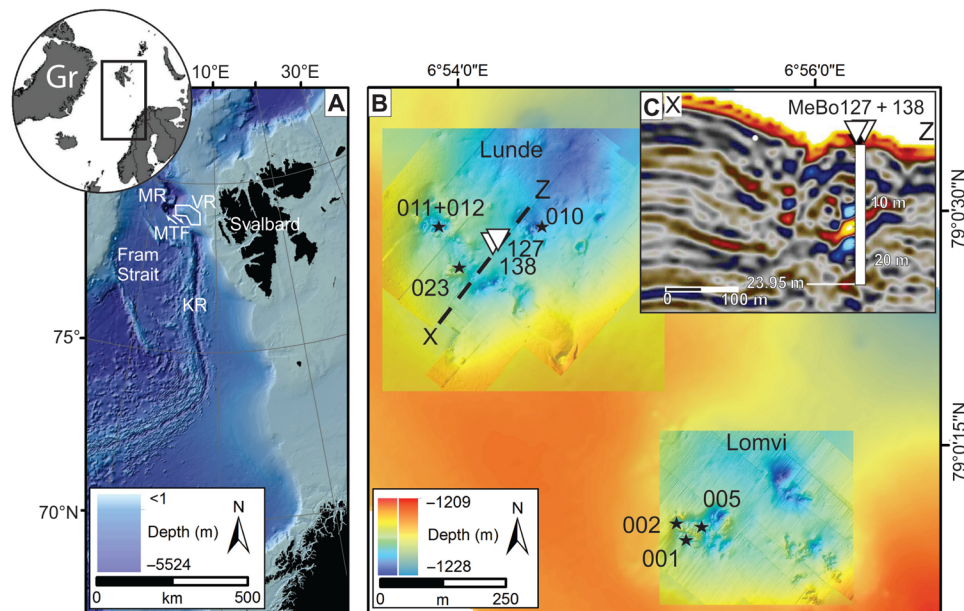 Gr
10°E
30°E
A
MR
VR
MTF
Svalbard
Fram
Strait
KR
75°
70°N
<1
Depth (m)
–5524
N
0
km
500
6°54'0"E
6°56'0"E
B
Lunde
Z
011+012
010
127
138
023
X
Lomvi
005
002
001
–1209
Depth (m)
–1228
N
0
m
250
C
X
MeBo127 + 138
Z
10 m
20 m
23.95 m
0
100 m
79°0'30"N
79°0'15"N